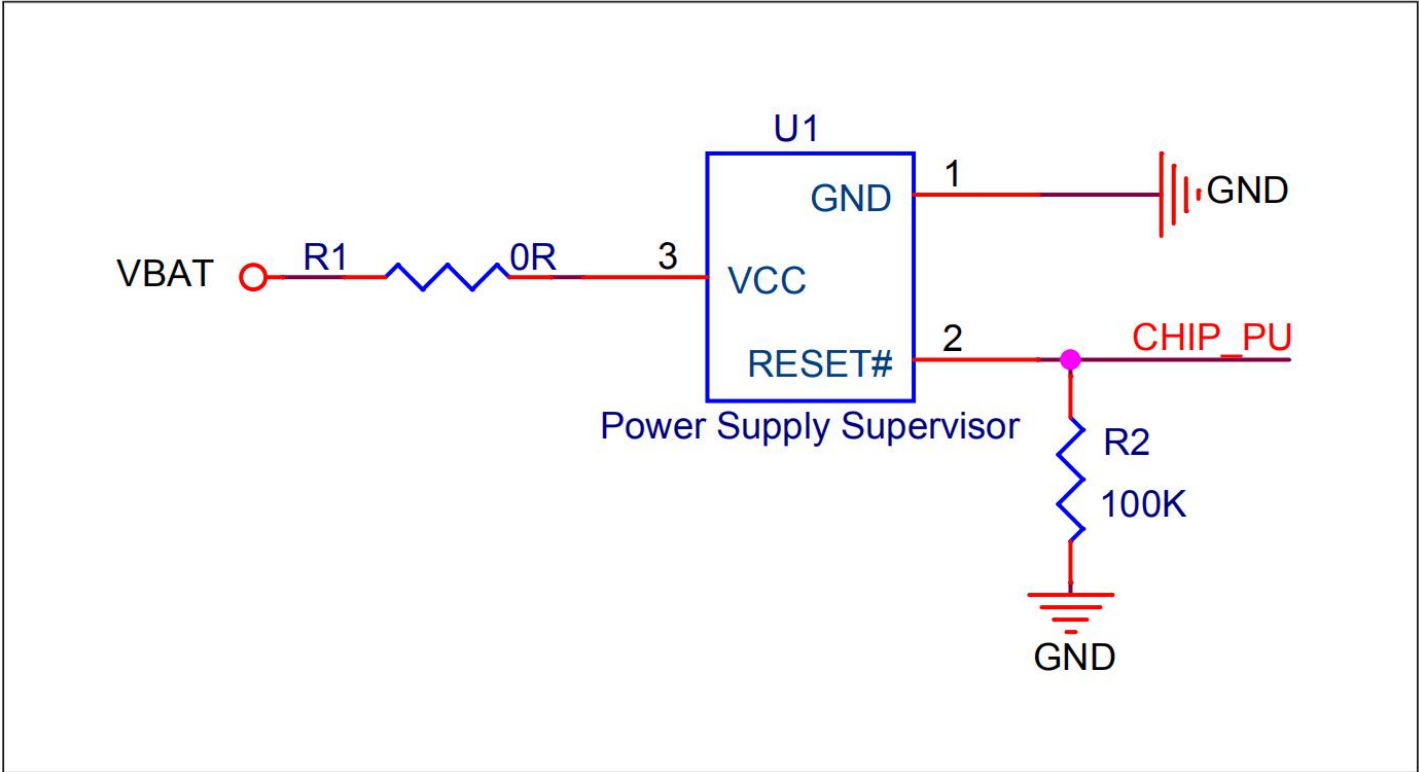 U1
GND
1
GND
VBAT
R1
0R
3
VCC
RESET#
2
CHIP_PU
Power Supply Supervisor
R2
100K
GND